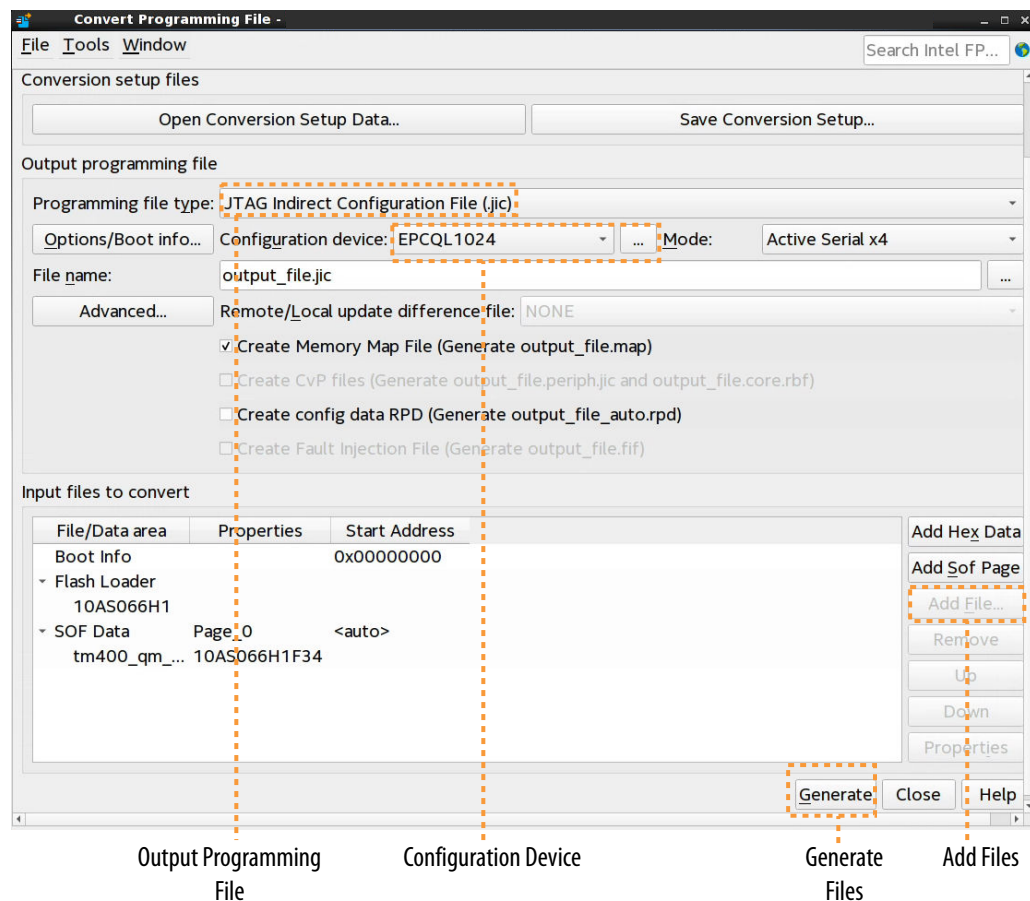 Convert Programming File -
File Tools Window
Search Intel FP...
Conversion setup files
Open Conversion Setup Data...
Save Conversion Setup...
Output programming file
Programming file type: JTAG Indirect Configuration File (.jic)
Options/Boot info... Configuration device: EPCQL1024 ... Mode: Active Serial x4
File name: output_file.jic ...
Advanced... Remote/Local update difference file: NONE
Create Memory Map File (Generate output_file.map)
Create CvP files (Generate output_file.periph.jic and output_file.core.rbf)
Create config data RPD (Generate output_file_auto.rpd)
Create Fault Injection File (Generate output_file.fif)
Input files to convert
File/Data area Properties Start Address
Boot Info 0x00000000
Flash Loader
10AS066H1
SOF Data Page_0 <auto>
tm400_qm_... 10AS066H1F34
Add Hex Data
Add Sof Page
Add File...
Remove
Up
Down
Properties
Generate Close Help
Output Programming
File
Configuration Device
Generate
Files
Add Files